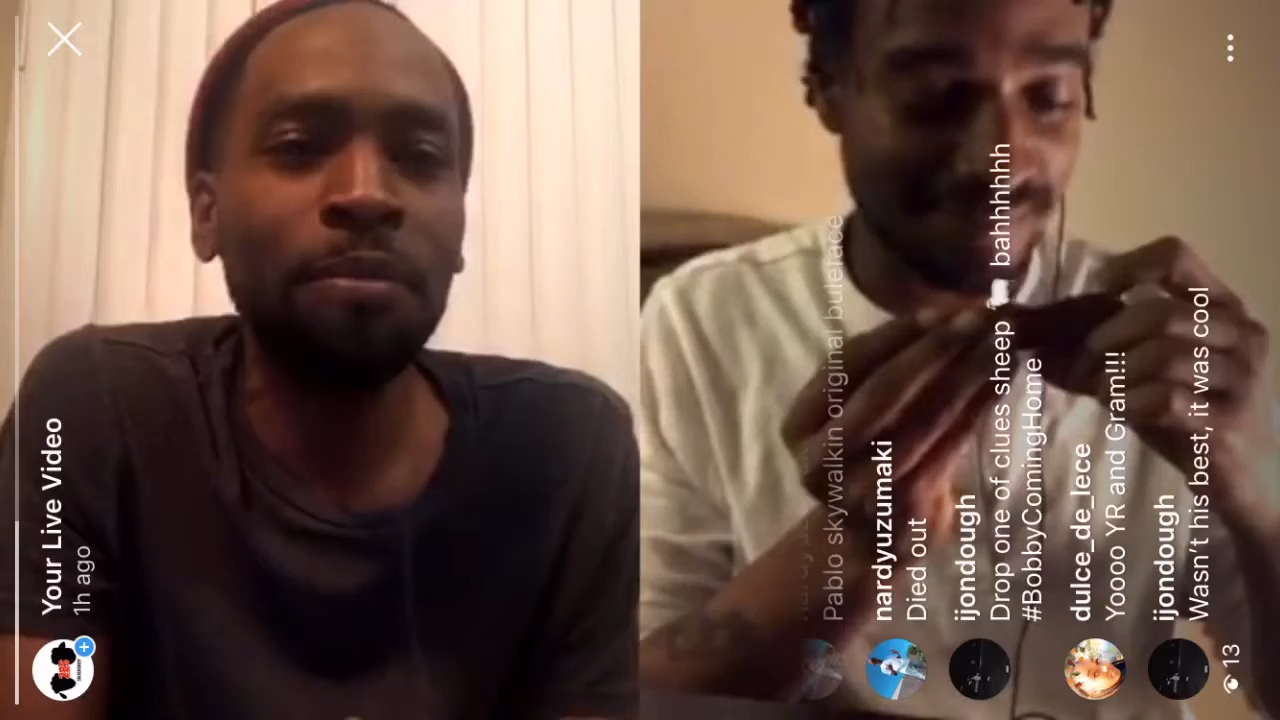 Your Live Video
1h ago
Pablo skywalkin original buleface
nardyuzumaki
Died out
ijondough
Drop one of clues sheep 🐑 bahhhhhh
#BobbyComingHome
dulce_de_lece
Yoooo YR and Gram!!!
ijondough
Wasn't his best, it was cool
13